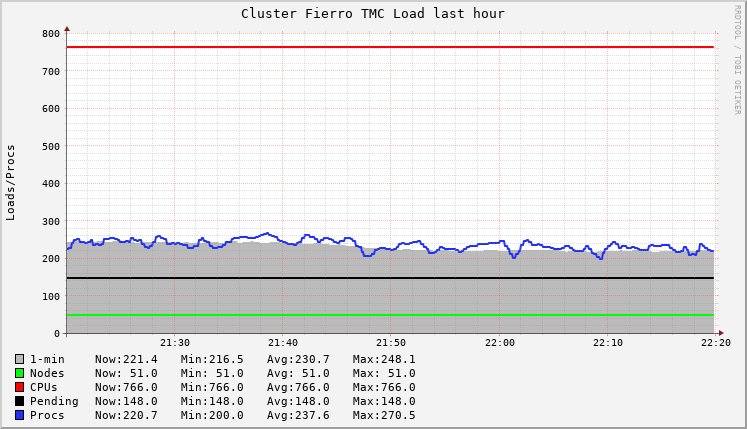 Cluster Fierro TMC Load last hour
RRDTOOL / TOBI OETIKER
Loads/Procs
800
700
600
500
400
300
200
100
0
21:30 21:40 21:50 22:00 22:10 22:20
1-min Now:221.4 Min:216.5 Avg:230.7 Max:248.1
Nodes Now: 51.0 Min: 51.0 Avg: 51.0 Max: 51.0
CPUs Now:766.0 Min:766.0 Avg:766.0 Max:766.0
Pending Now:148.0 Min:148.0 Avg:148.0 Max:148.0
Procs Now:220.7 Min:200.0 Avg:237.6 Max:270.5